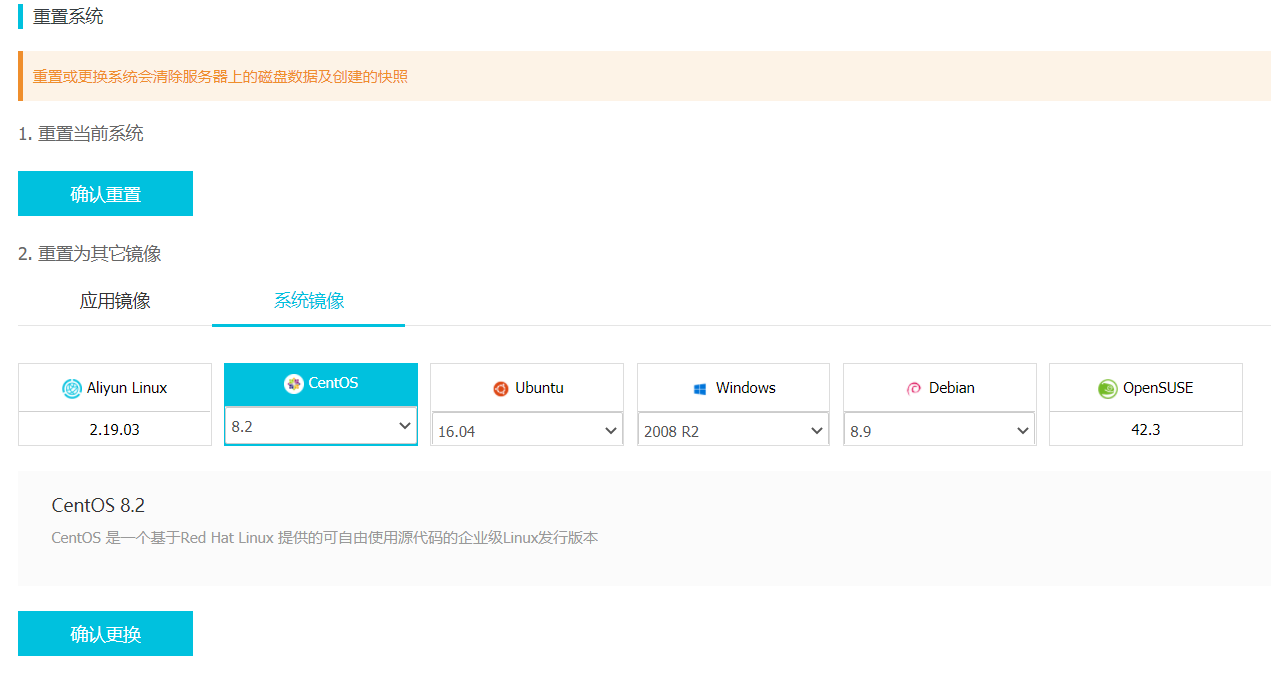 重置系统
重置或更换系统会清除服务器上的磁盘数据及创建的快照
1. 重置当前系统
确认重置
2. 重置为其它镜像
应用镜像 系统镜像
Aliyun Linux CentOS Ubuntu Windows Debian OpenSUSE
2.19.03 8.2 16.04 2008 R2 8.9 42.3
CentOS 8.2
CentOS 是一个基于Red Hat Linux 提供的可自由使用源代码的企业级Linux发行版本
确认更换